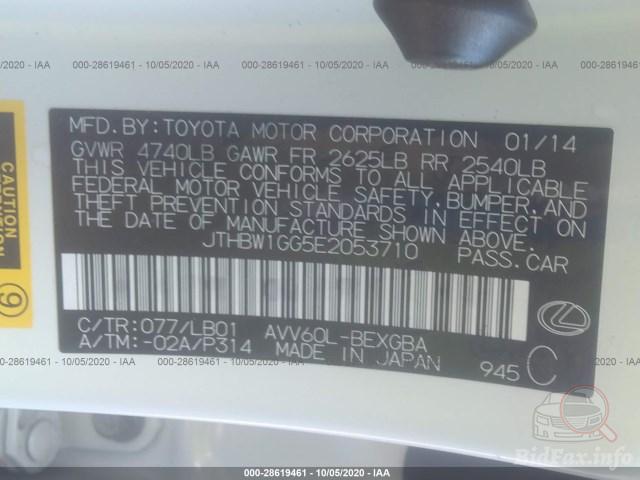 000-28619461 - 10/05/2020 - IAA
MFD.BY:TOYOTA MOTOR CORPORATION 01/14
GVWR 4740LB GAWR FR 2625LB RR 2540LB
THIS VEHICLE CONFORMS TO ALL APPLICABLE
FEDERAL MOTOR VEHICLE SAFETY,BUMPER,AND
THEFT PREVENTION STANDARDS IN EFFECT ON
THE DATE OF MANUFACTURE SHOWN ABOVE.
JTHBW1GG5E2053710 PASS.CAR
C/TR:077/LB01 AVV60L-BEXGBA
A/TM:-02A/P314 MADE IN JAPAN 945 C
CAUTION
9
BidFax.info
000-28619461 - 10/05/2020 - IAA